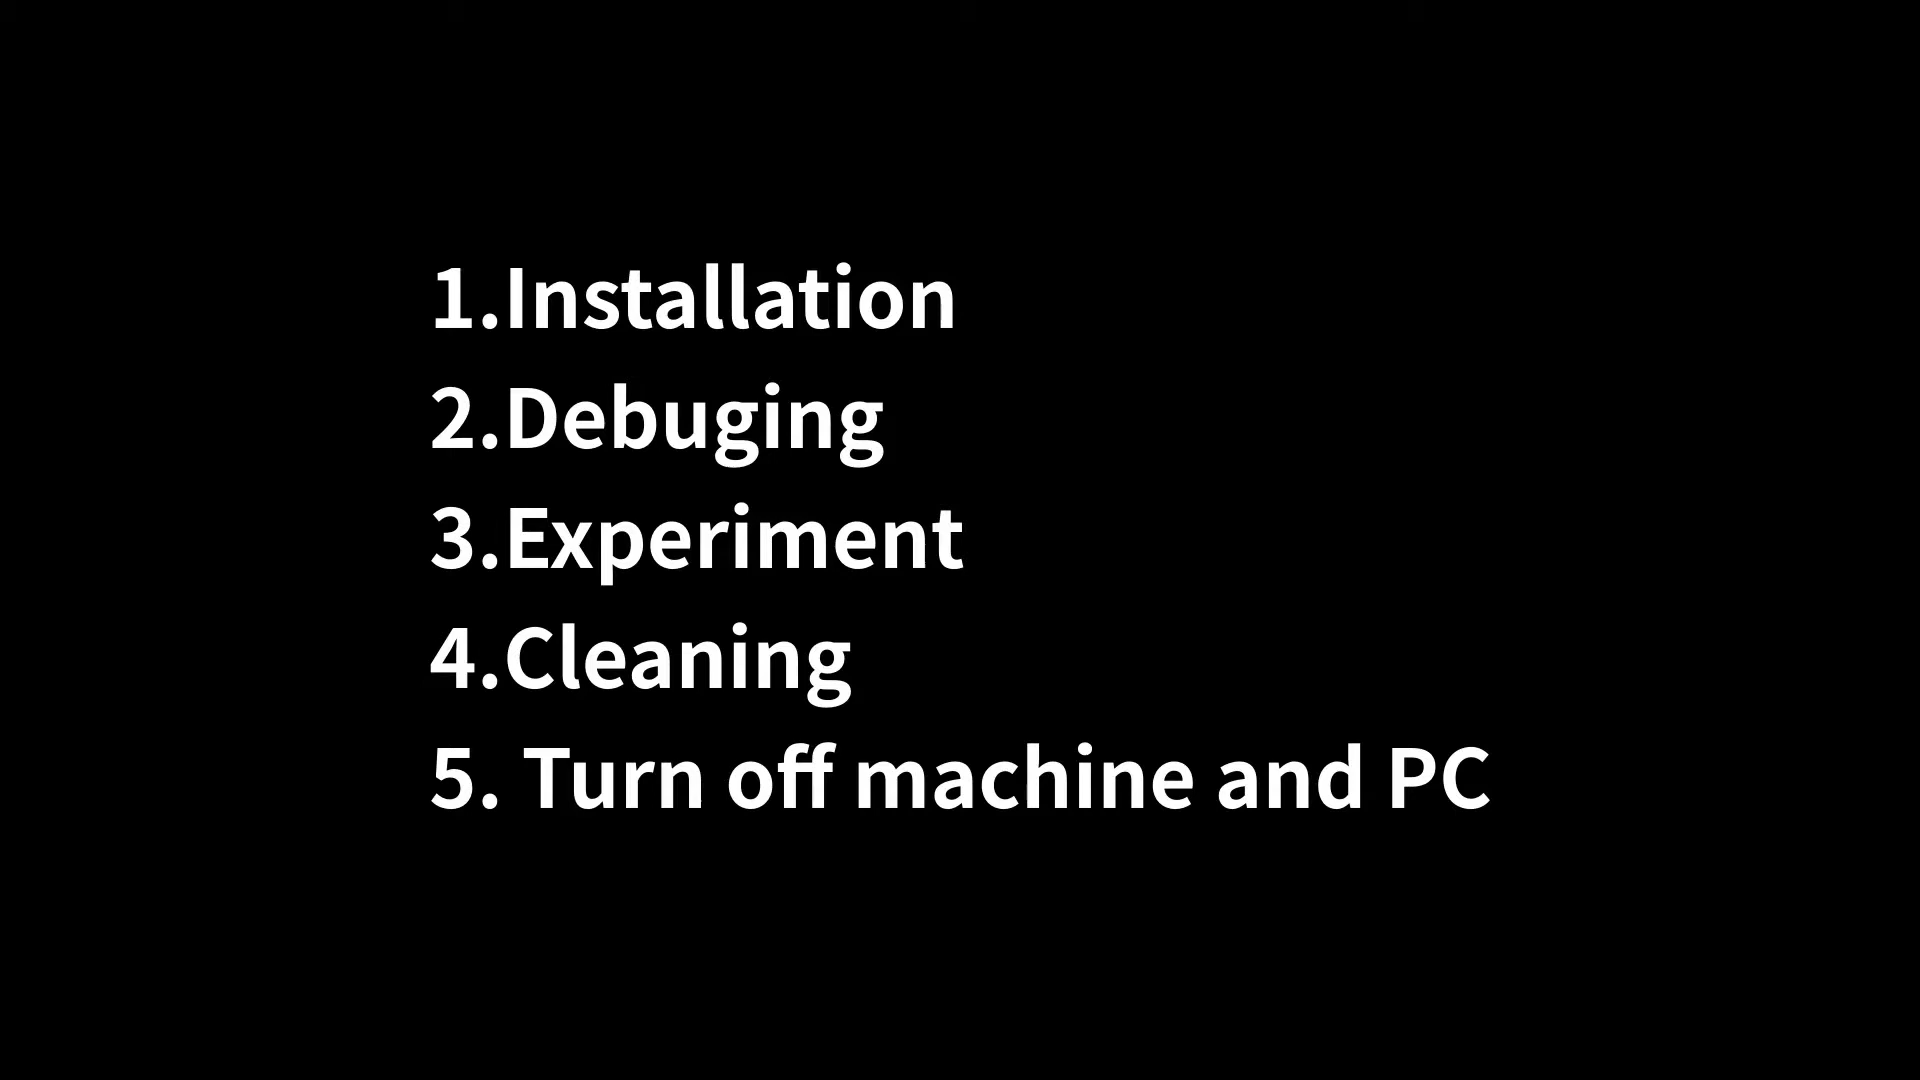 1.Installation
2.Debuging
3.Experiment
4.Cleaning
5. Turn off machine and PC